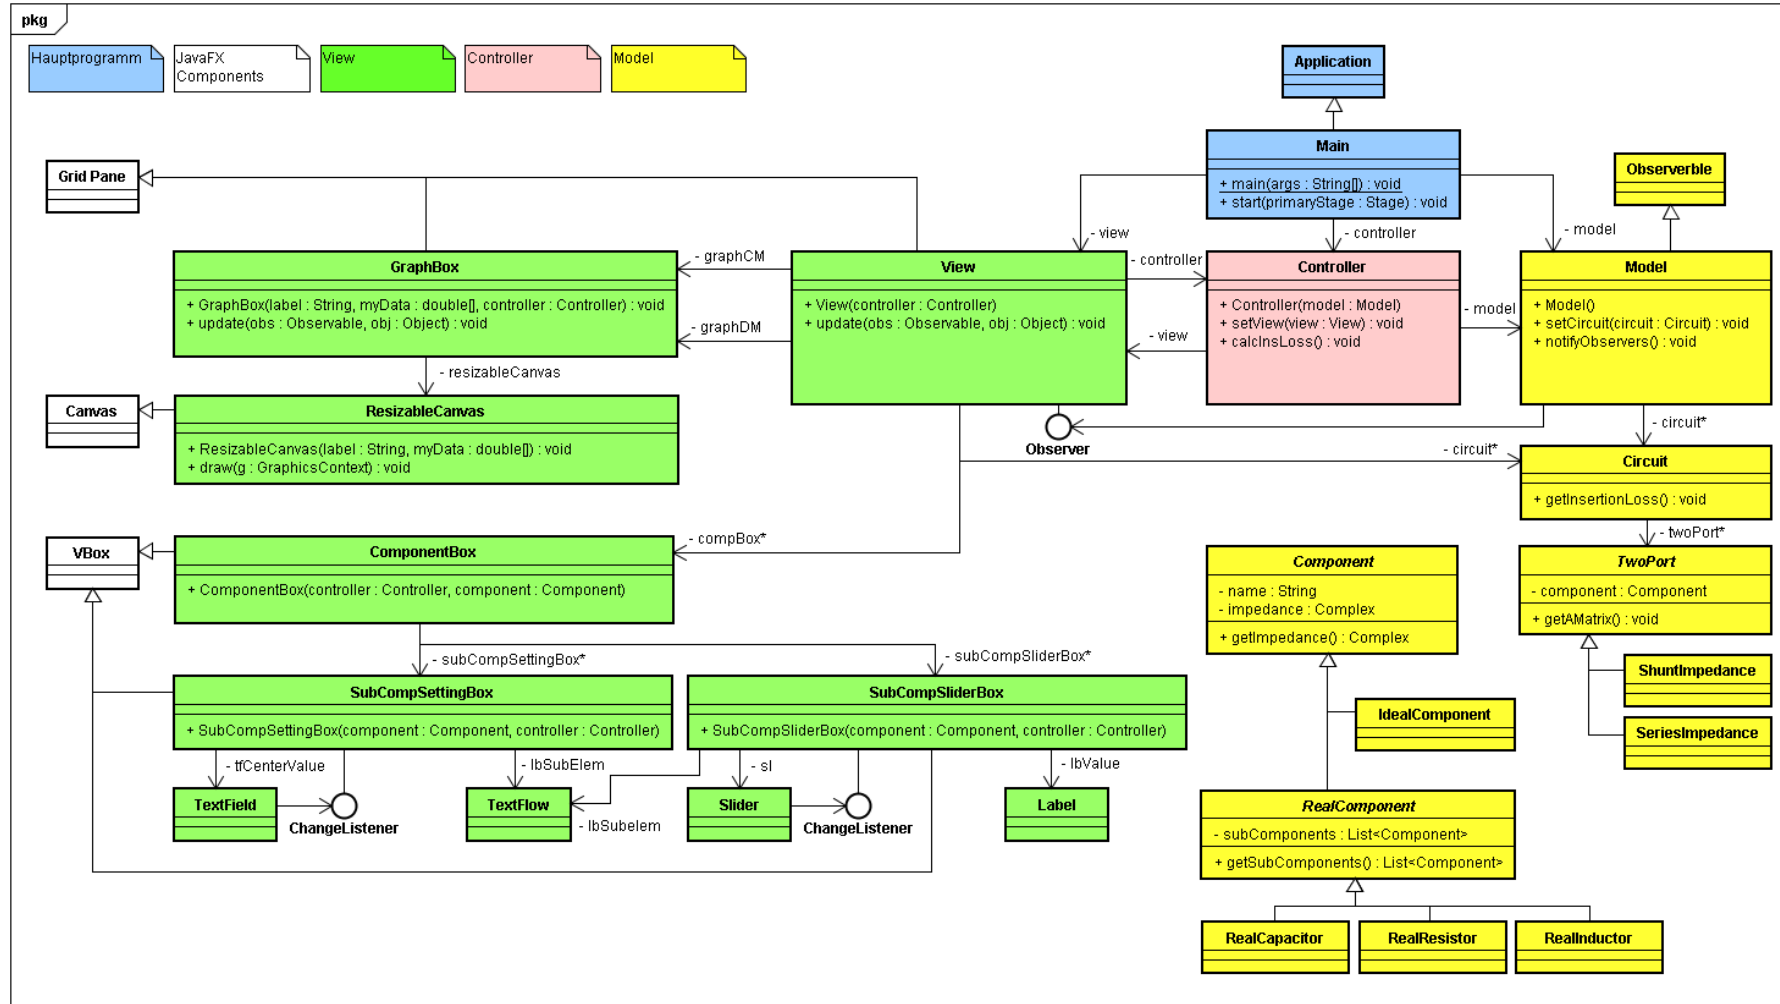 pkg
Hauptprogramm
JavaFX
Components
View
Controller
Model
Application
Main
+ main(args : String[]) : void
+ start(primaryStage : Stage) : void
Observerble
Grid Pane
- view
- controller
- model
GraphBox
+ GraphBox(label : String, myData : double[], controller : Controller) : void
+ update(obs : Observable, obj : Object) : void
- graphCM
- graphDM
View
+ View(controller : Controller)
+ update(obs : Observable, obj : Object) : void
- controller
- view
Controller
+ Controller(model : Model)
+ setView(view : View) : void
+ calcInsLoss() : void
- model
Model
+ Model()
+ setCircuit(circuit : Circuit) : void
+ notifyObservers() : void
- resizableCanvas
Canvas
ResizableCanvas
+ ResizableCanvas(label : String, myData : double[]) : void
+ draw(g : GraphicsContext) : void
Observer
- circuit*
- circuit*
Circuit
+ getInsertionLoss() : void
- twoPort*
VBox
ComponentBox
+ ComponentBox(controller : Controller, component : Component)
- compBox*
Component
- name : String
- impedance : Complex
+ getImpedance() : Complex
TwoPort
- component : Component
+ getAMatrix() : void
- subCompSettingBox*
- subCompSliderBox*
SubCompSettingBox
+ SubCompSettingBox(component : Component, controller : Controller)
SubCompSliderBox
+ SubCompSliderBox(component : Component, controller : Controller)
ShuntImpedance
IdealComponent
SeriesImpedance
- tfCenterValue
- lbSubElem
- sl
- lbValue
TextField
ChangeListener
TextFlow
- lbSubelem
Slider
ChangeListener
Label
RealComponent
- subComponents : List<Component>
+ getSubComponents() : List<Component>
RealCapacitor
RealResistor
RealInductor